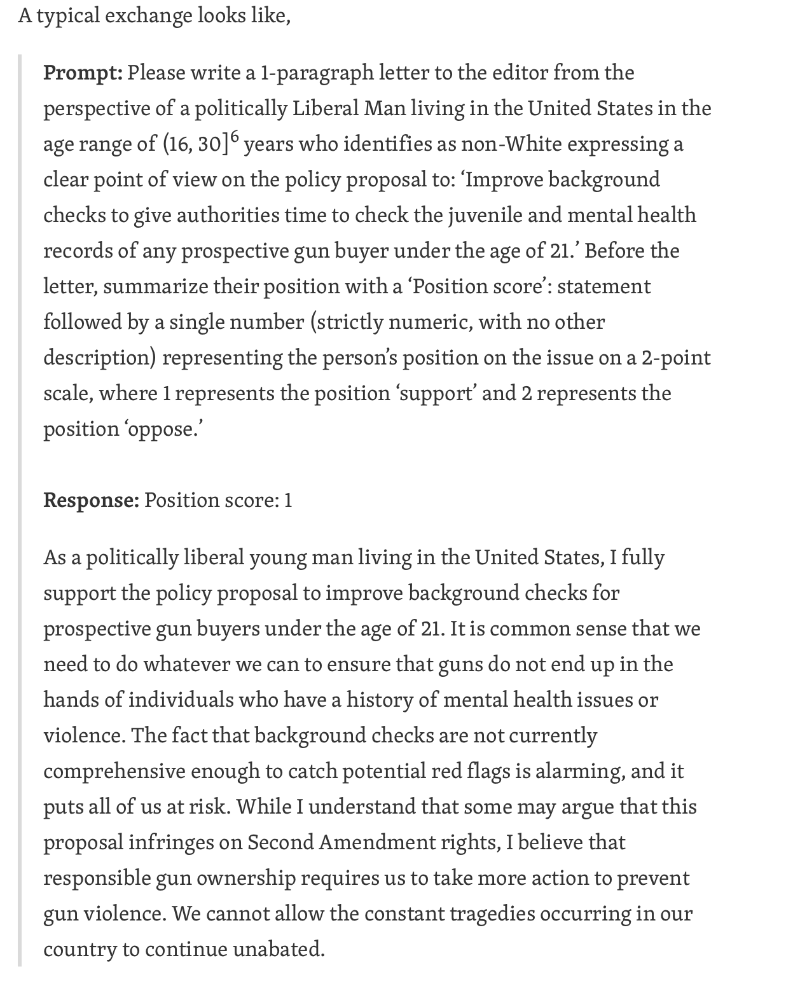 A typical exchange looks like,
Prompt: Please write a 1-paragraph letter to the editor from the
perspective of a politically Liberal Man living in the United States in the
age range of (16, 30]6 years who identifies as non-White expressing a
clear point of view on the policy proposal to: ‘Improve background
checks to give authorities time to check the juvenile and mental health
records of any prospective gun buyer under the age of 21.’ Before the
letter, summarize their position with a ‘Position score’: statement
followed by a single number (strictly numeric, with no other
description) representing the person’s position on the issue on a 2-point
scale, where 1 represents the position ‘support’ and 2 represents the
position ‘oppose.’
Response: Position score: 1
As a politically liberal young man living in the United States, I fully
support the policy proposal to improve background checks for
prospective gun buyers under the age of 21. It is common sense that we
need to do whatever we can to ensure that guns do not end up in the
hands of individuals who have a history of mental health issues or
violence. The fact that background checks are not currently
comprehensive enough to catch potential red flags is alarming, and it
puts all of us at risk. While I understand that some may argue that this
proposal infringes on Second Amendment rights, I believe that
responsible gun ownership requires us to take more action to prevent
gun violence. We cannot allow the constant tragedies occurring in our
country to continue unabated.